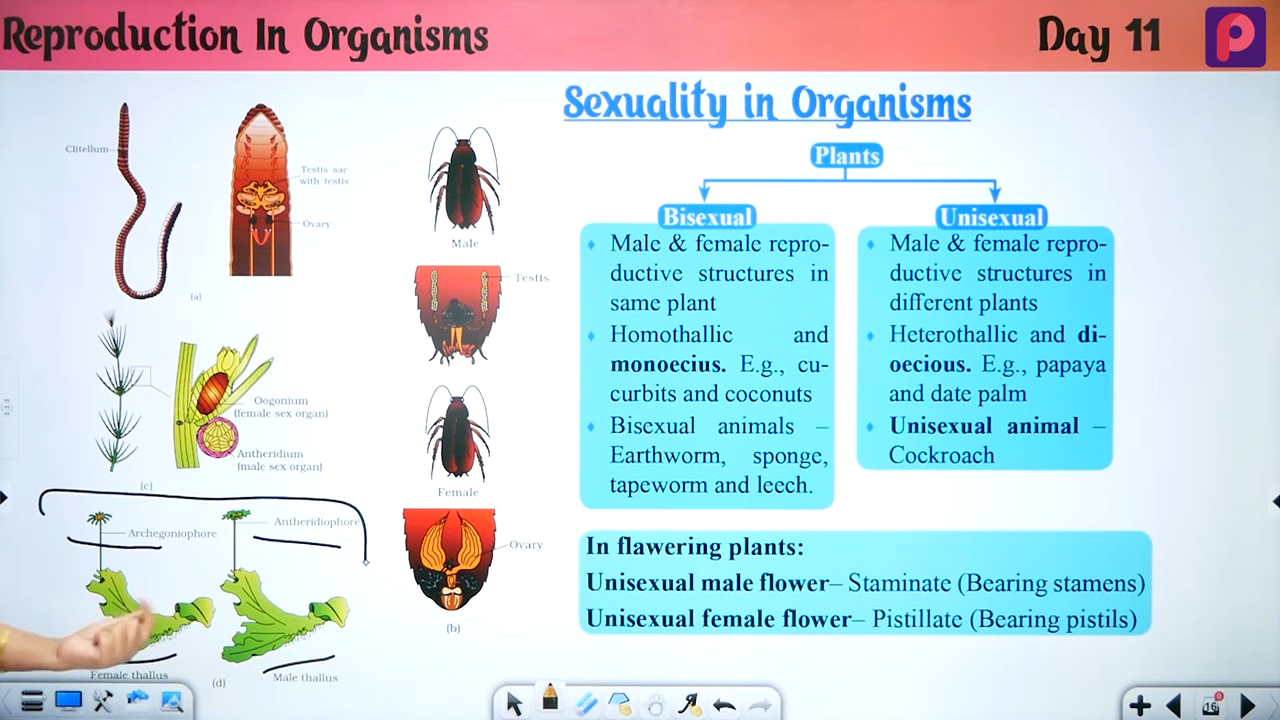 Reproduction In Organisms
Day 11
Sexuality in Organisms
Plants
Bisexual
Male & female repro-
ductive structures in
same plant
Homothallic and
monoecius. E.g., cu-
curbits and coconuts
Bisexual animals –
Earthworm, sponge,
tapeworm and leech.
Unisexual
Male & female repro-
ductive structures in
different plants
Heterothallic and di-
oecious. E.g., papaya
and date palm
Unisexual animal –
Cockroach
In flawering plants:
Unisexual male flower– Staminate (Bearing stamens)
Unisexual female flower– Pistillate (Bearing pistils)
Clitellum
Testis sac
with testis
Ovary
(a)
Male
Testis
Female
Ovary
(b)
Oogonium
(female sex organ)
Antheridium
(male sex organ)
(c)
Archegoniophore
Antheridiophore
Female thallus
(d)
Male thallus
16